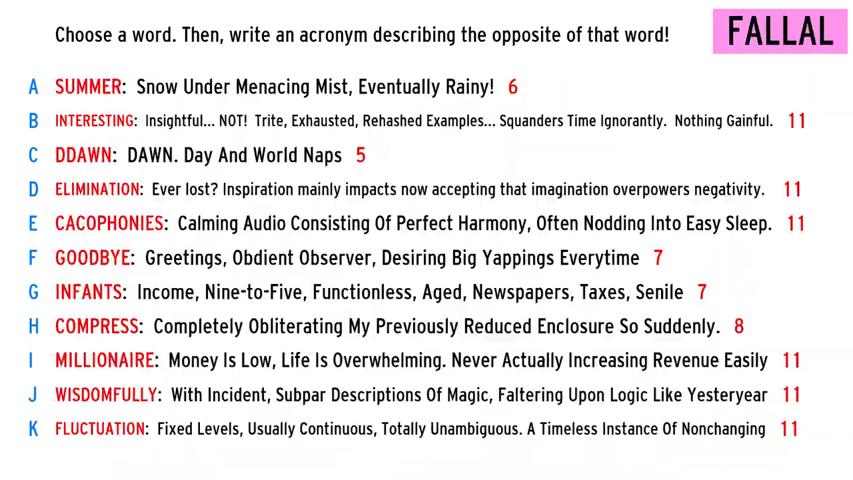 Choose a word. Then, write an acronym describing the opposite of that word!
FALLAL
A SUMMER: Snow Under Menacing Mist, Eventually Rainy! 6
B INTERESTING: Insightful... NOT! Trite, Exhausted, Rehashed Examples... Squanders Time Ignorantly. Nothing Gainful. 11
C DDAWN: DAWN. Day And World Naps 5
D ELIMINATION: Ever lost? Inspiration mainly impacts now accepting that imagination overpowers negativity. 11
E CACOPHONIES: Calming Audio Consisting Of Perfect Harmony, Often Nodding Into Easy Sleep. 11
F GOODBYE: Greetings, Obdient Observer, Desiring Big Yappings Everytime 7
G INFANTS: Income, Nine-to-Five, Functionless, Aged, Newspapers, Taxes, Senile 7
H COMPRESS: Completely Obliterating My Previously Reduced Enclosure So Suddenly. 8
I MILLIONAIRE: Money Is Low, Life Is Overwhelming. Never Actually Increasing Revenue Easily 11
J WISDOMFULLY: With Incident, Subpar Descriptions Of Magic, Faltering Upon Logic Like Yesteryear 11
K FLUCTUATION: Fixed Levels, Usually Continuous, Totally Unambiguous. A Timeless Instance Of Nonchanging 11